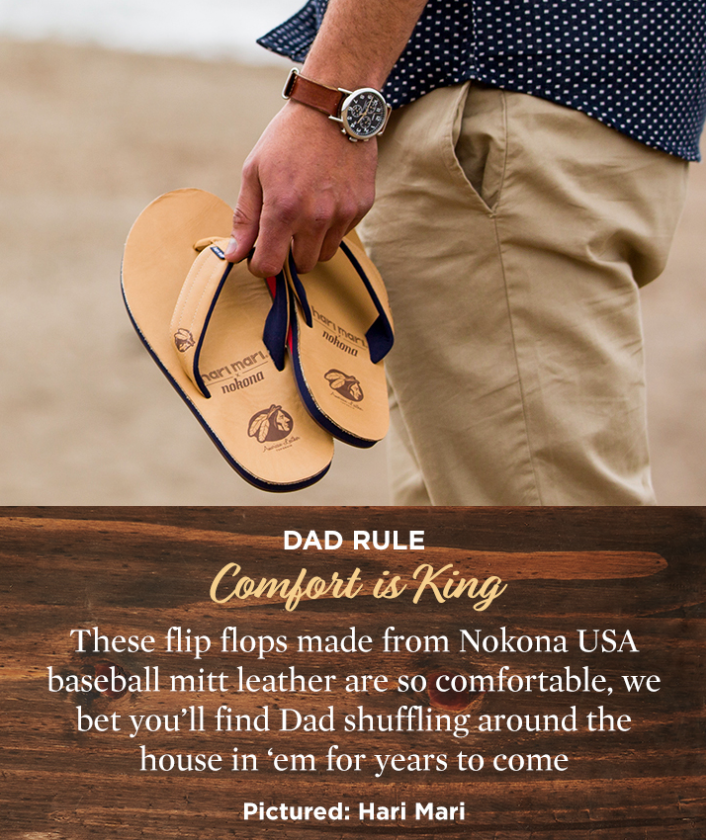 hari mari
nokona
hari mari
nokona
DAD RULE
Comfort is King
These flip flops made from Nokona USA
baseball mitt leather are so comfortable, we
bet you’ll find Dad shuffling around the
house in ‘em for years to come
Pictured: Hari Mari